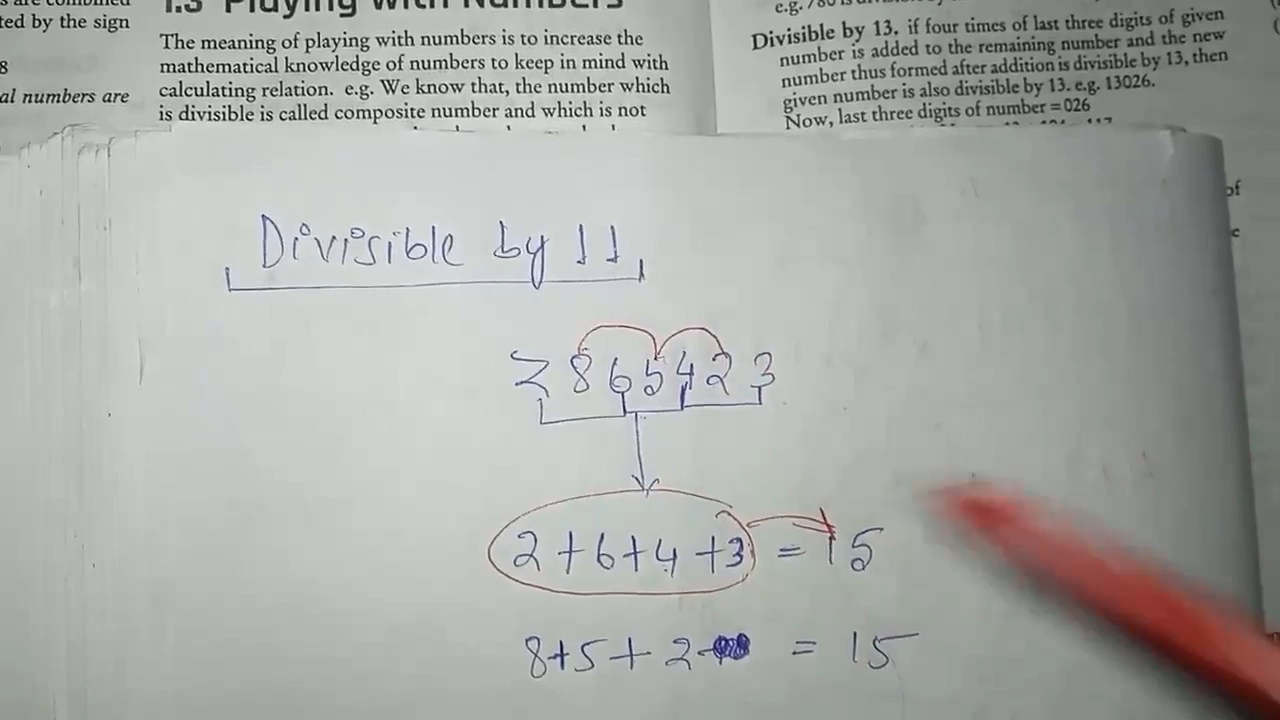 ted by the sign
8
al numbers are
1.3 Playing with Numbers
The meaning of playing with numbers is to increase the
mathematical knowledge of numbers to keep in mind with
calculating relation. e.g. We know that, the number which
is divisible is called composite number and which is not
Divisible by 13. if four times of last three digits of given
number is added to the remaining number and the new
number thus formed after addition is divisible by 13, then
given number is also divisible by 13. e.g. 13026.
Now, last three digits of number = 026
of
Divisible by 11,
2865423
2+6+4+3 = 15
8+5+2 = 15